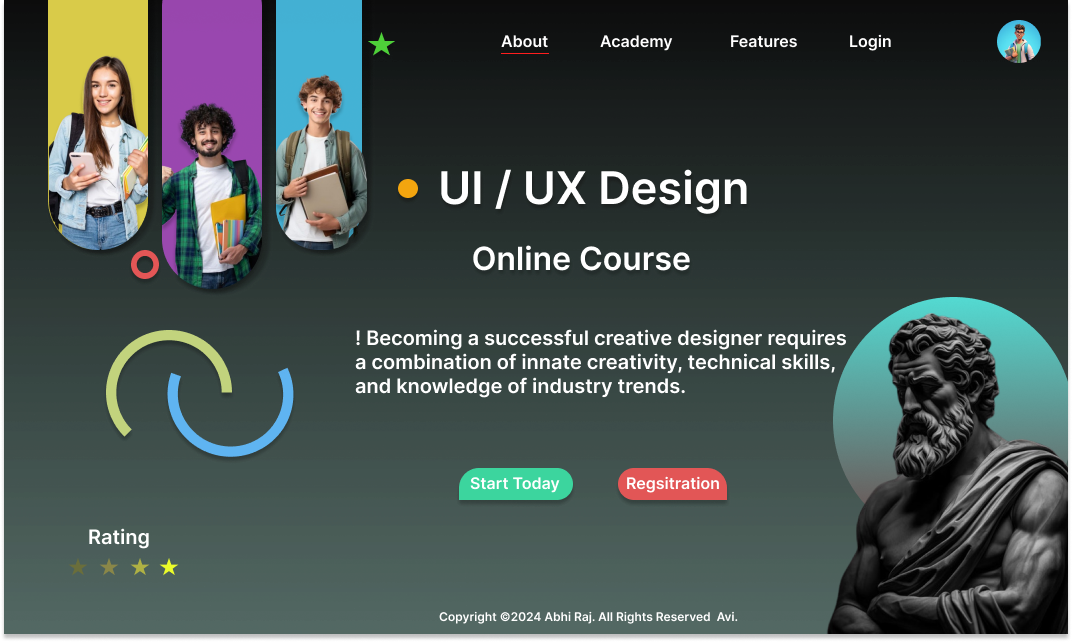 About Academy Features Login
UI / UX Design
Online Course
! Becoming a successful creative designer requires
a combination of innate creativity, technical skills,
and knowledge of industry trends.
Start Today Regsitration
Rating
Copyright ©2024 Abhi Raj. All Rights Reserved Avi.